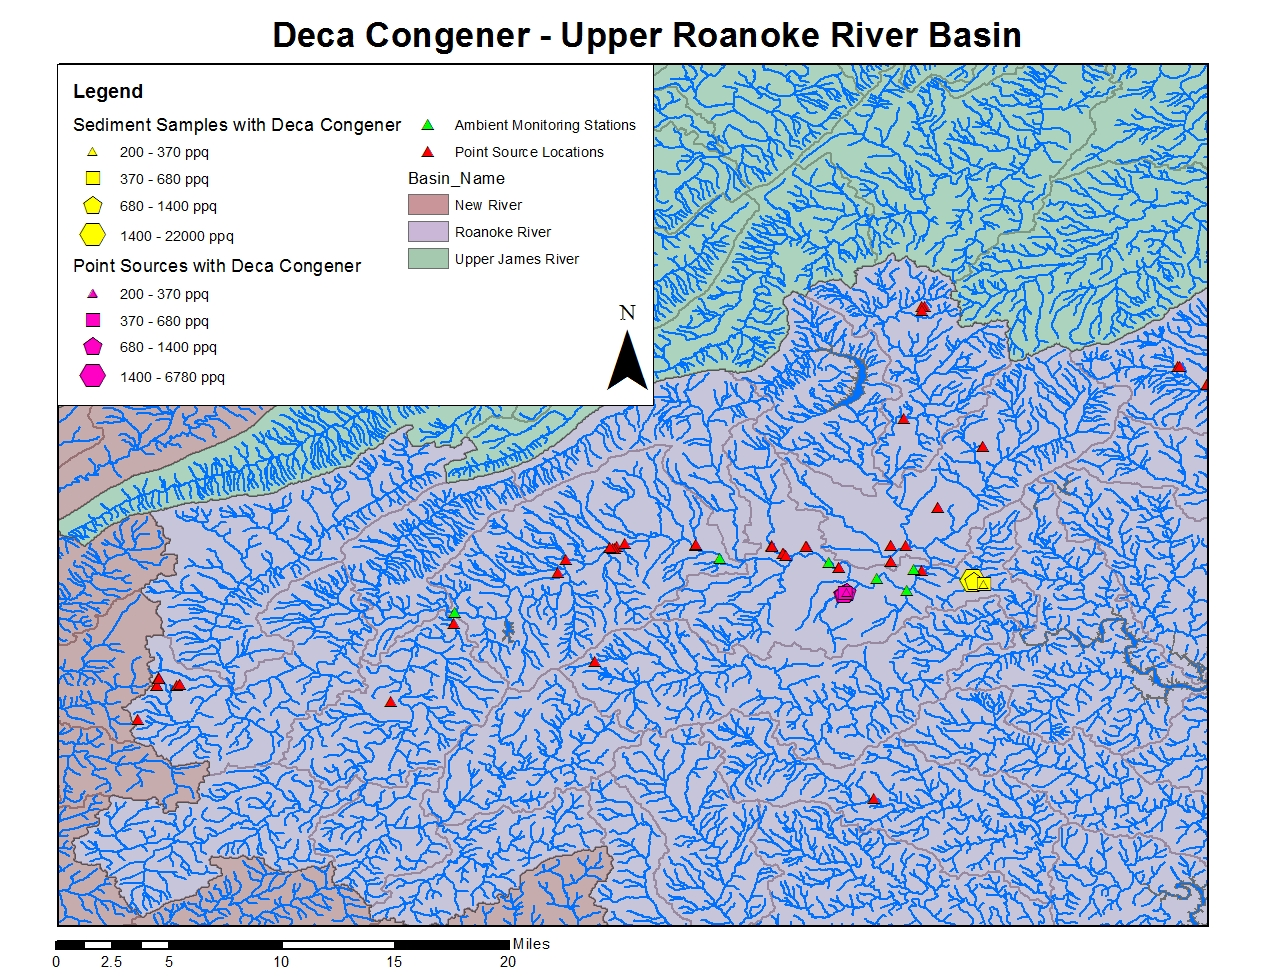 Deca Congener - Upper Roanoke River Basin
Legend
Sediment Samples with Deca Congener
200 - 370 ppq
370 - 680 ppq
680 - 1400 ppq
1400 - 22000 ppq
Point Sources with Deca Congener
200 - 370 ppq
370 - 680 ppq
680 - 1400 ppq
1400 - 6780 ppq
Ambient Monitoring Stations
Point Source Locations
Basin_Name
New River
Roanoke River
Upper James River
N
0 2.5 5 10 15 20 Miles